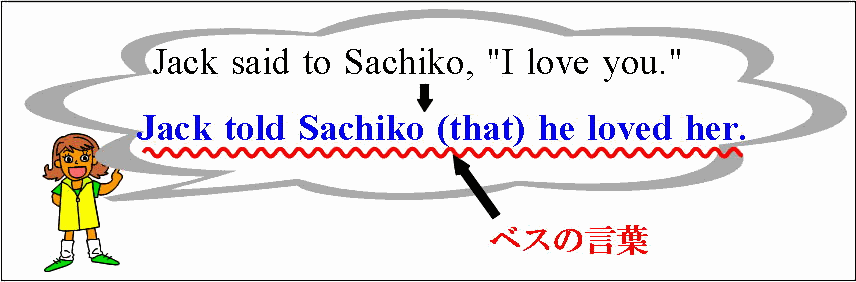 Jack said to Sachiko, "I love you."
Jack told Sachiko (that) he loved her.
ベスの言葉